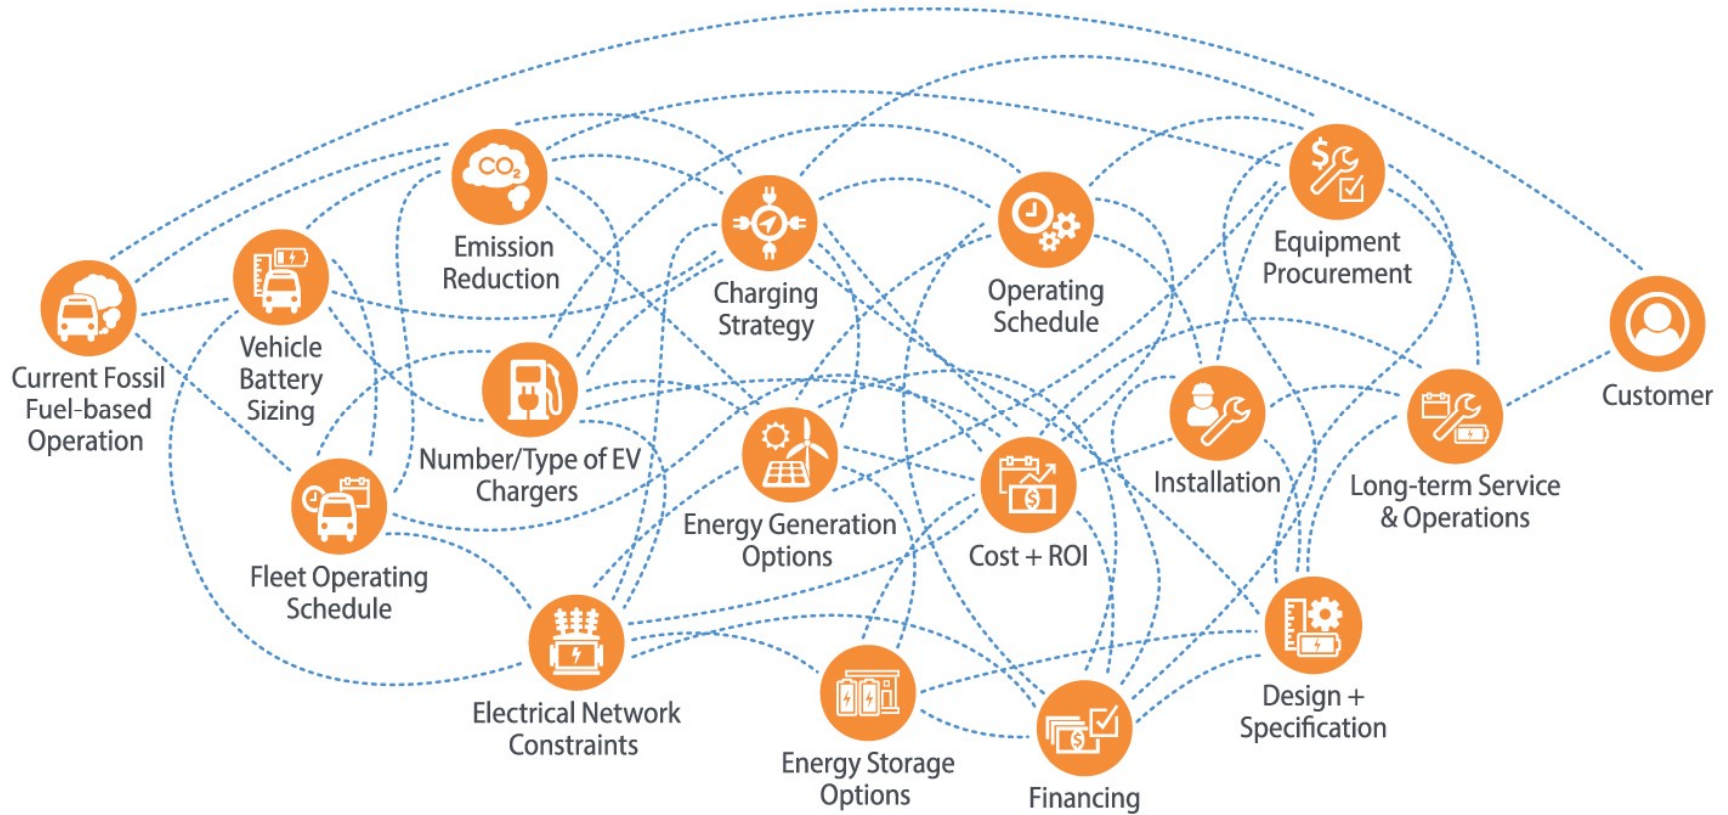 CO₂
Emission
Reduction
Charging
Strategy
Operating
Schedule
$
Equipment
Procurement
Current Fossil
Fuel-based
Operation
Vehicle
Battery
Sizing
Customer
Number/Type of EV
Chargers
Energy Generation
Options
$
Cost + ROI
Installation
Long-term Service
& Operations
Fleet Operating
Schedule
Electrical Network
Constraints
Energy Storage
Options
$
Financing
Design +
Specification